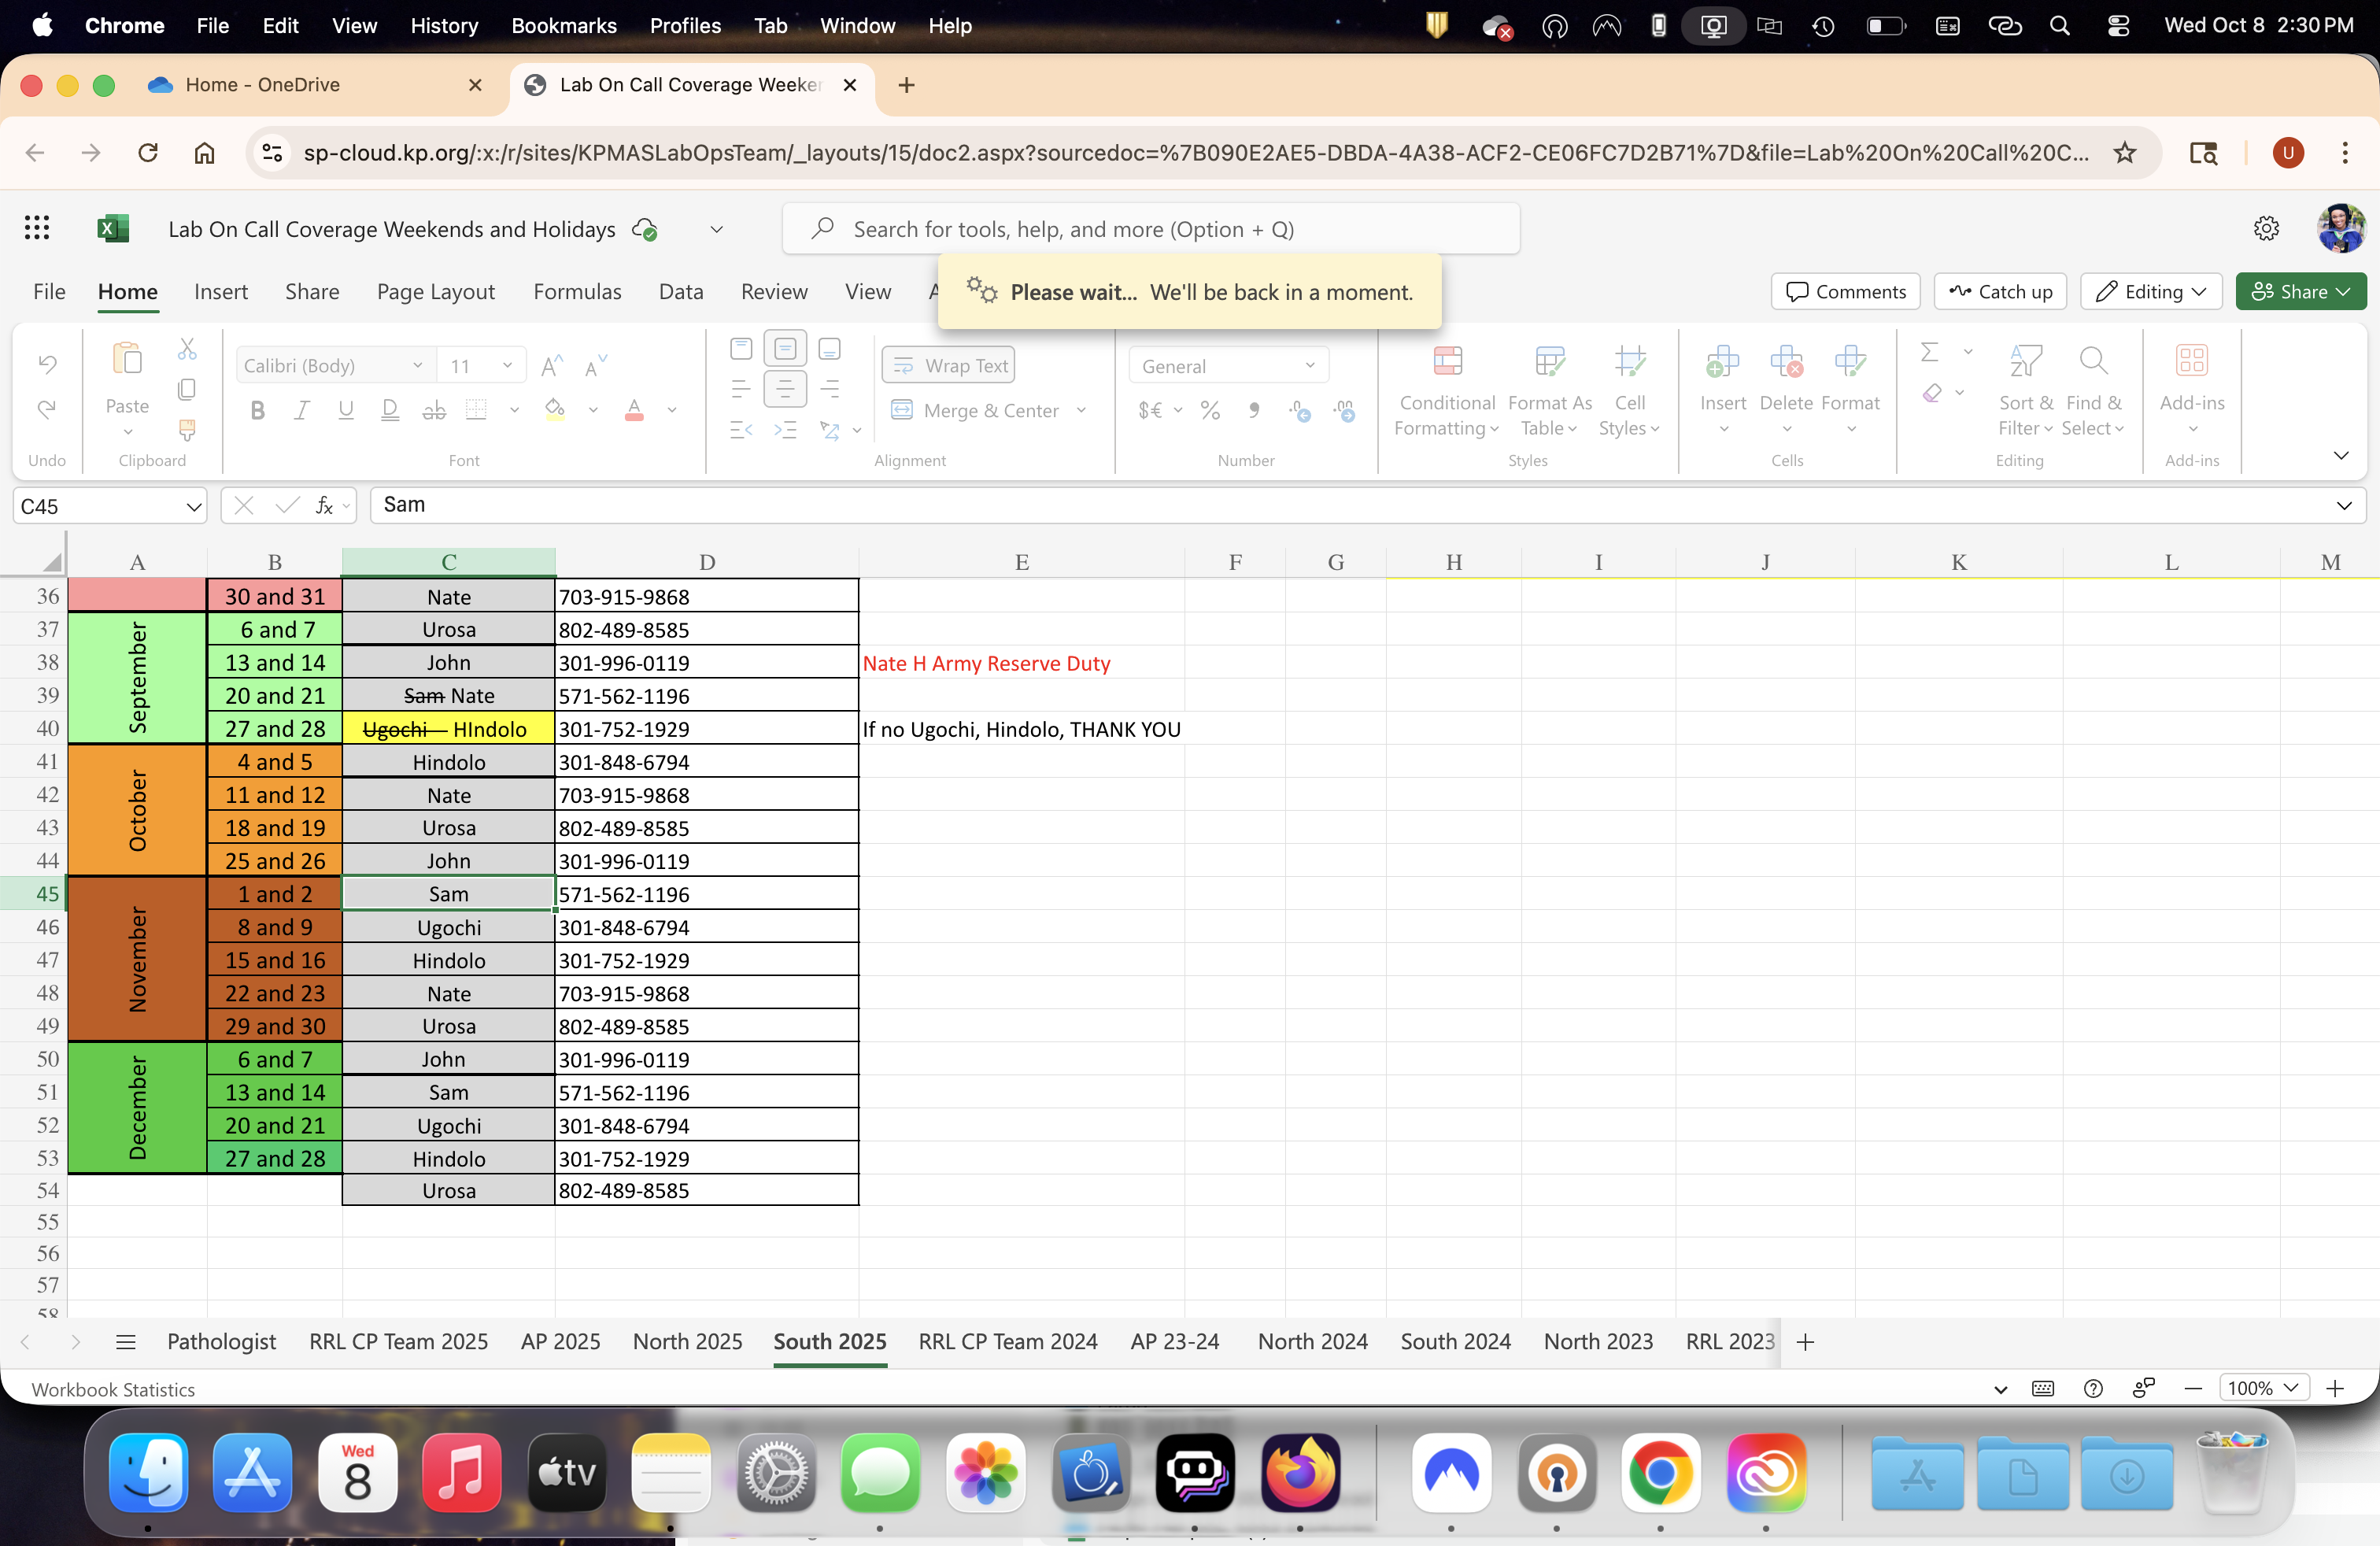 Chrome File Edit View History Bookmarks Profiles Tab Window Help Wed Oct 8 2:30 PM
Home - OneDrive Lab On Call Coverage Weeken
sp-cloud.kp.org/:x:/r/sites/KPMASLabOpsTeam/_layouts/15/doc2.aspx?sourcedoc=%7B090E2AE5-DBDA-4A38-ACF2-CE06FC7D2B71%7D&file=Lab%20On%20Call%20C... U
Lab On Call Coverage Weekends and Holidays Search for tools, help, and more (Option + Q)
File Home Insert Share Page Layout Formulas Data Review View A Please wait... We'll be back in a moment. Comments Catch up Editing Share
Calibri (Body) 11 Wrap Text General
Paste Merge & Center Conditional Formatting Format As Table Cell Styles Insert Delete Format Sort & Filter Find & Select Add-ins
Undo Clipboard Font Alignment Number Styles Cells Editing Add-ins
C45 fx Sam
A B C D E F G H I J K L M
36 30 and 31 Nate 703-915-9868
37 September 6 and 7 Urosa 802-489-8585
38 13 and 14 John 301-996-0119 Nate H Army Reserve Duty
39 20 and 21 Sam Nate 571-562-1196
40 27 and 28 Ugochi HIndolo 301-752-1929 If no Ugochi, Hindolo, THANK YOU
41 October 4 and 5 Hindolo 301-848-6794
42 11 and 12 Nate 703-915-9868
43 18 and 19 Urosa 802-489-8585
44 25 and 26 John 301-996-0119
45 November 1 and 2 Sam 571-562-1196
46 8 and 9 Ugochi 301-848-6794
47 15 and 16 Hindolo 301-752-1929
48 22 and 23 Nate 703-915-9868
49 29 and 30 Urosa 802-489-8585
50 December 6 and 7 John 301-996-0119
51 13 and 14 Sam 571-562-1196
52 20 and 21 Ugochi 301-848-6794
53 27 and 28 Hindolo 301-752-1929
54 Urosa 802-489-8585
55
56
57
58
Pathologist RRL CP Team 2025 AP 2025 North 2025 South 2025 RRL CP Team 2024 AP 23-24 North 2024 South 2024 North 2023 RRL 2023
Workbook Statistics 100%
Wed 8 tv